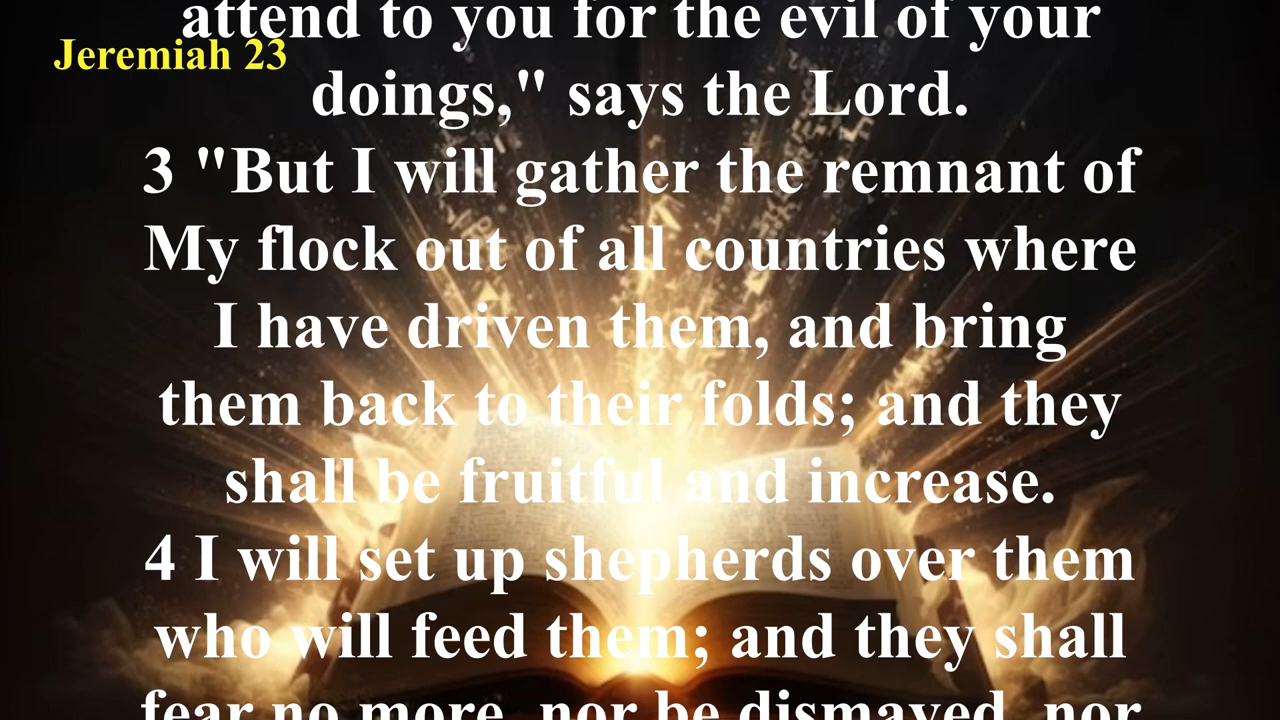 attend to you for the evil of your
Jeremiah 23
doings," says the Lord.
3 "But I will gather the remnant of
My flock out of all countries where
I have driven them, and bring
them back to their folds; and they
shall be fruitful and increase.
4 I will set up shepherds over them
who will feed them; and they shall
fear no more, nor be dismayed, nor